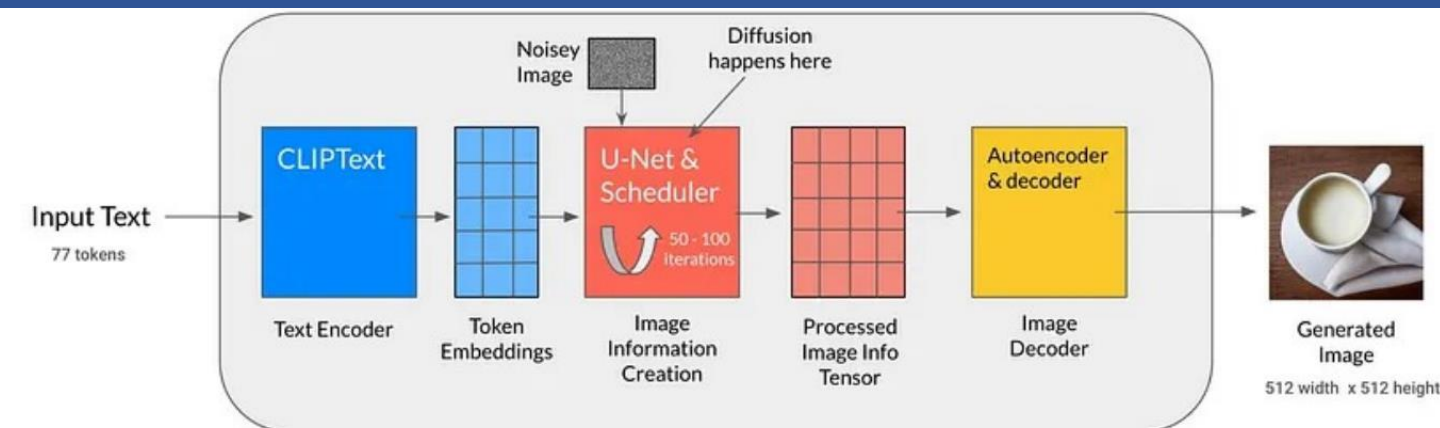 Noisey
Image
Diffusion
happens here
Input Text
77 tokens
CLIPText
U-Net &
Scheduler
50 - 100
iterations
Autoencoder
& decoder
Text Encoder
Token
Embeddings
Image
Information
Creation
Processed
Image Info
Tensor
Image
Decoder
Generated
Image
512 width x 512 height